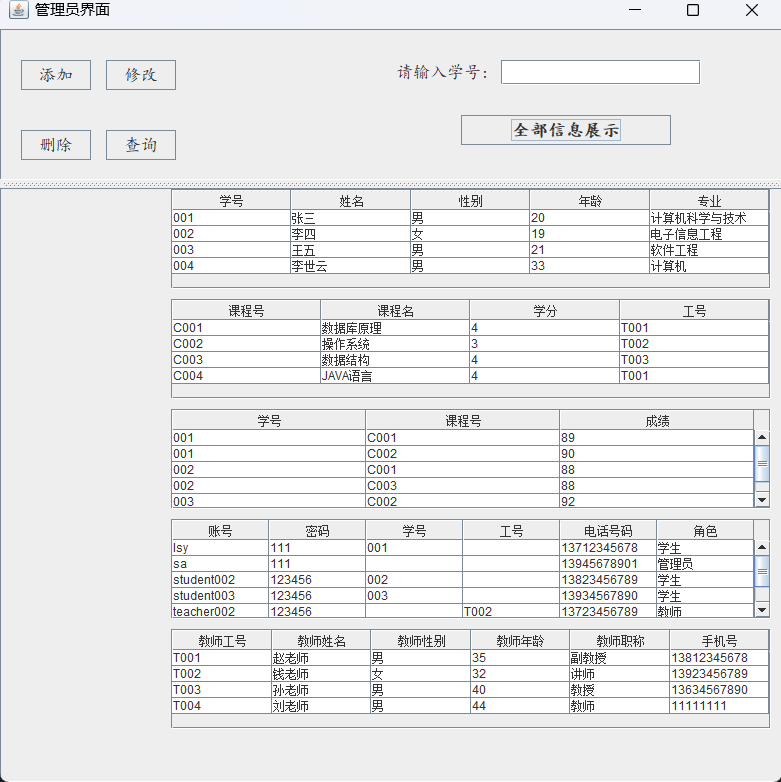 管理员界面
添加 修改 请输入学号：
删除 查询 全部信息展示
学号 姓名 性别 年龄 专业
001 张三 男 20 计算机科学与技术
002 李四 女 19 电子信息工程
003 王五 男 21 软件工程
004 李世云 男 33 计算机
课程号 课程名 学分 工号
C001 数据库原理 4 T001
C002 操作系统 3 T002
C003 数据结构 4 T003
C004 JAVA语言 4 T001
学号 课程号 成绩
001 C001 89
001 C002 90
002 C001 88
002 C003 88
003 C002 92
账号 密码 学号 工号 电话号码 角色
lsy 111 001 13712345678 学生
sa 111 13945678901 管理员
student002 123456 002 13823456789 学生
student003 123456 003 13934567890 学生
teacher002 123456 T002 13723456789 教师
教师工号 教师姓名 教师性别 教师年龄 教师职称 手机号
T001 赵老师 男 35 副教授 13812345678
T002 钱老师 女 32 讲师 13923456789
T003 孙老师 男 40 教授 13634567890
T004 刘老师 男 44 教师 11111111